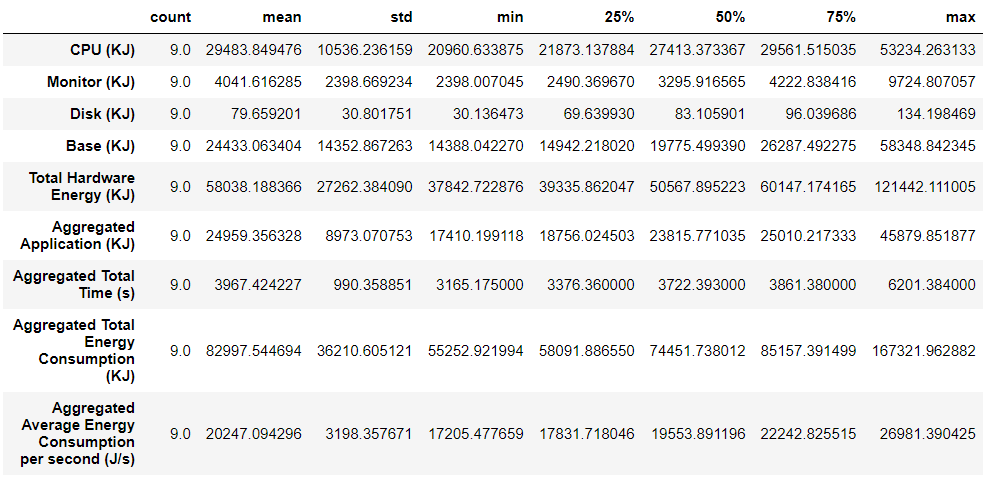 count mean std min 25% 50% 75% max
CPU (KJ) 9.0 29483.849476 10536.236159 20960.633875 21873.137884 27413.373367 29561.515035 53234.263133
Monitor (KJ) 9.0 4041.616285 2398.669234 2398.007045 2490.369670 3295.916565 4222.838416 9724.807057
Disk (KJ) 9.0 79.659201 30.801751 30.136473 69.639930 83.105901 96.039686 134.198469
Base (KJ) 9.0 24433.063404 14352.867263 14388.042270 14942.218020 19775.499390 26287.492275 58348.842345
Total Hardware
Energy (KJ) 9.0 58038.188366 27262.384090 37842.722876 39335.862047 50567.895223 60147.174165 121442.111005
Aggregated
Application (KJ) 9.0 24959.356328 8973.070753 17410.199118 18756.024503 23815.771035 25010.217333 45879.851877
Aggregated Total
Time (s) 9.0 3967.424227 990.358851 3165.175000 3376.360000 3722.393000 3861.380000 6201.384000
Aggregated Total
Energy
Consumption
(KJ) 9.0 82997.544694 36210.605121 55252.921994 58091.886550 74451.738012 85157.391499 167321.962882
Aggregated
Average Energy
Consumption
per second (J/s) 9.0 20247.094296 3198.357671 17205.477659 17831.718046 19553.891196 22242.825515 26981.390425